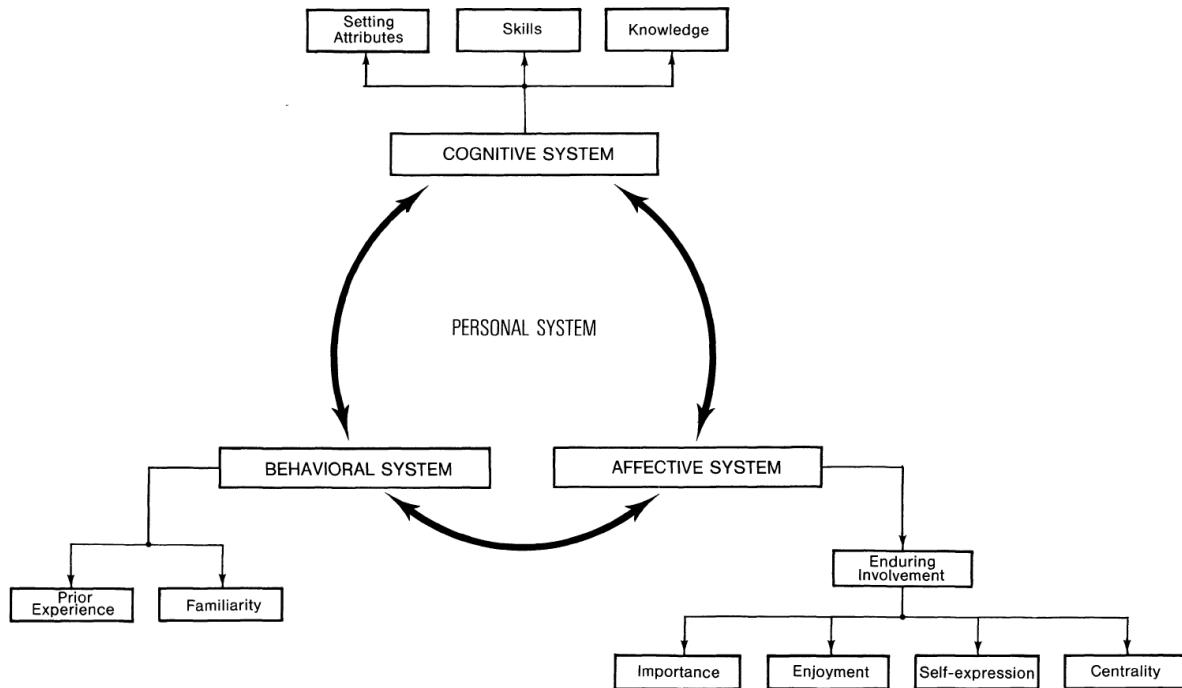 Setting
Attributes
Skills
Knowledge
COGNITIVE SYSTEM
PERSONAL SYSTEM
BEHAVIORAL SYSTEM
AFFECTIVE SYSTEM
Prior
Experience
Familiarity
Enduring
Involvement
Importance
Enjoyment
Self-expression
Centrality